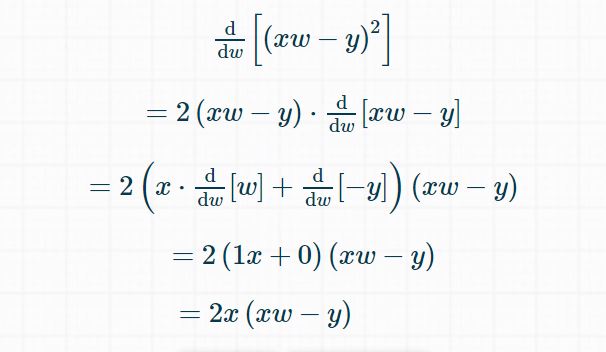 d/dw [(xw − y)²]
= 2 (xw − y) · d/dw [xw − y]
= 2 (x · d/dw [w] + d/dw [−y]) (xw − y)
= 2 (1x + 0) (xw − y)
= 2x (xw − y)